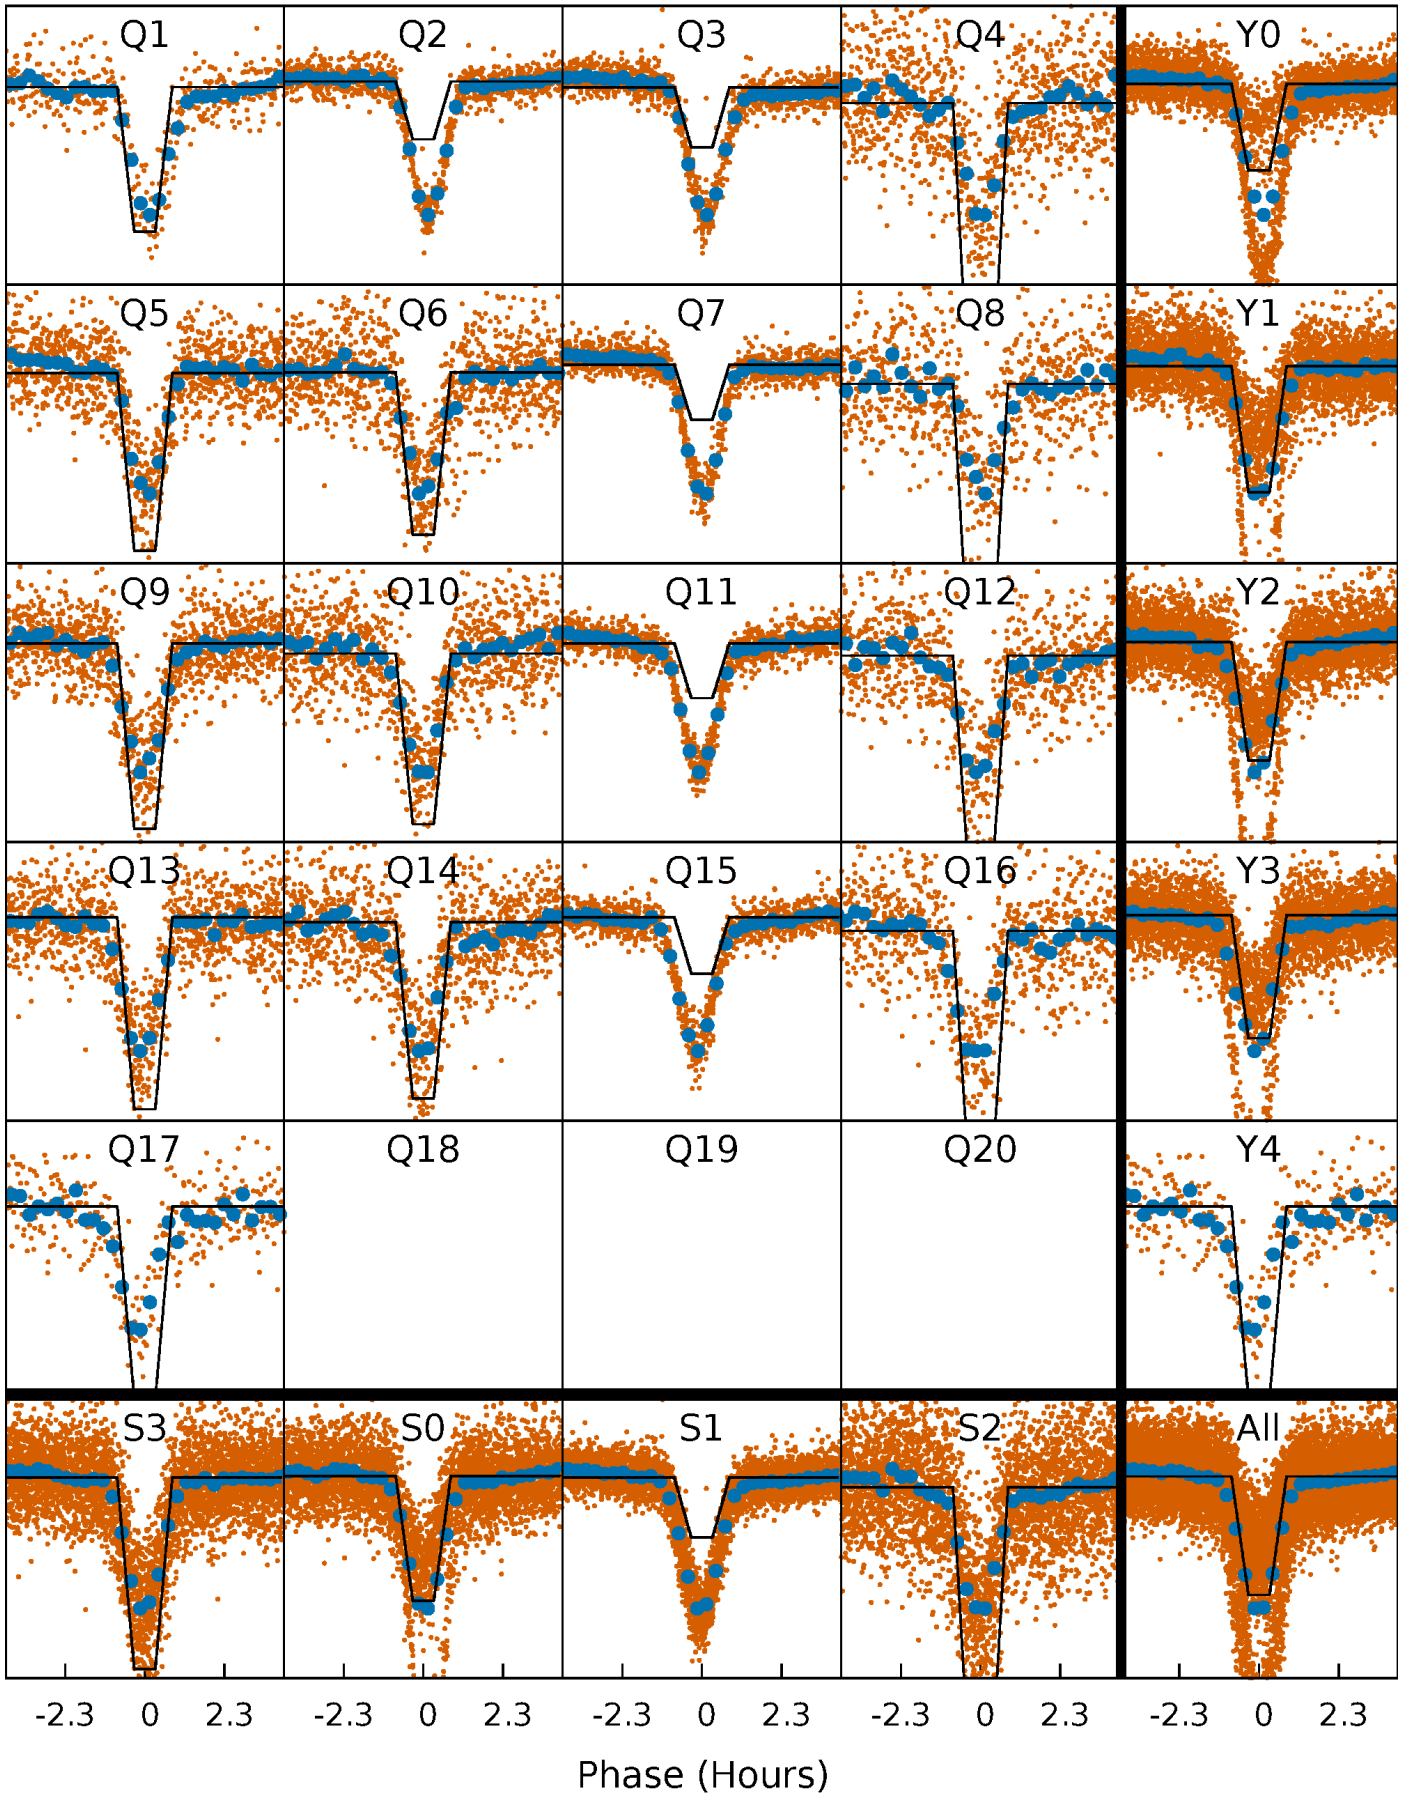 Q1 Q2 Q3 Q4 Y0
Q5 Q6 Q7 Q8 Y1
Q9 Q10 Q11 Q12 Y2
Q13 Q14 Q15 Q16 Y3
Q17 Q18 Q19 Q20 Y4
S3 S0 S1 S2 All
-2.3 0 2.3 -2.3 0 2.3 -2.3 0 2.3 -2.3 0 2.3 -2.3 0 2.3
Phase (Hours)